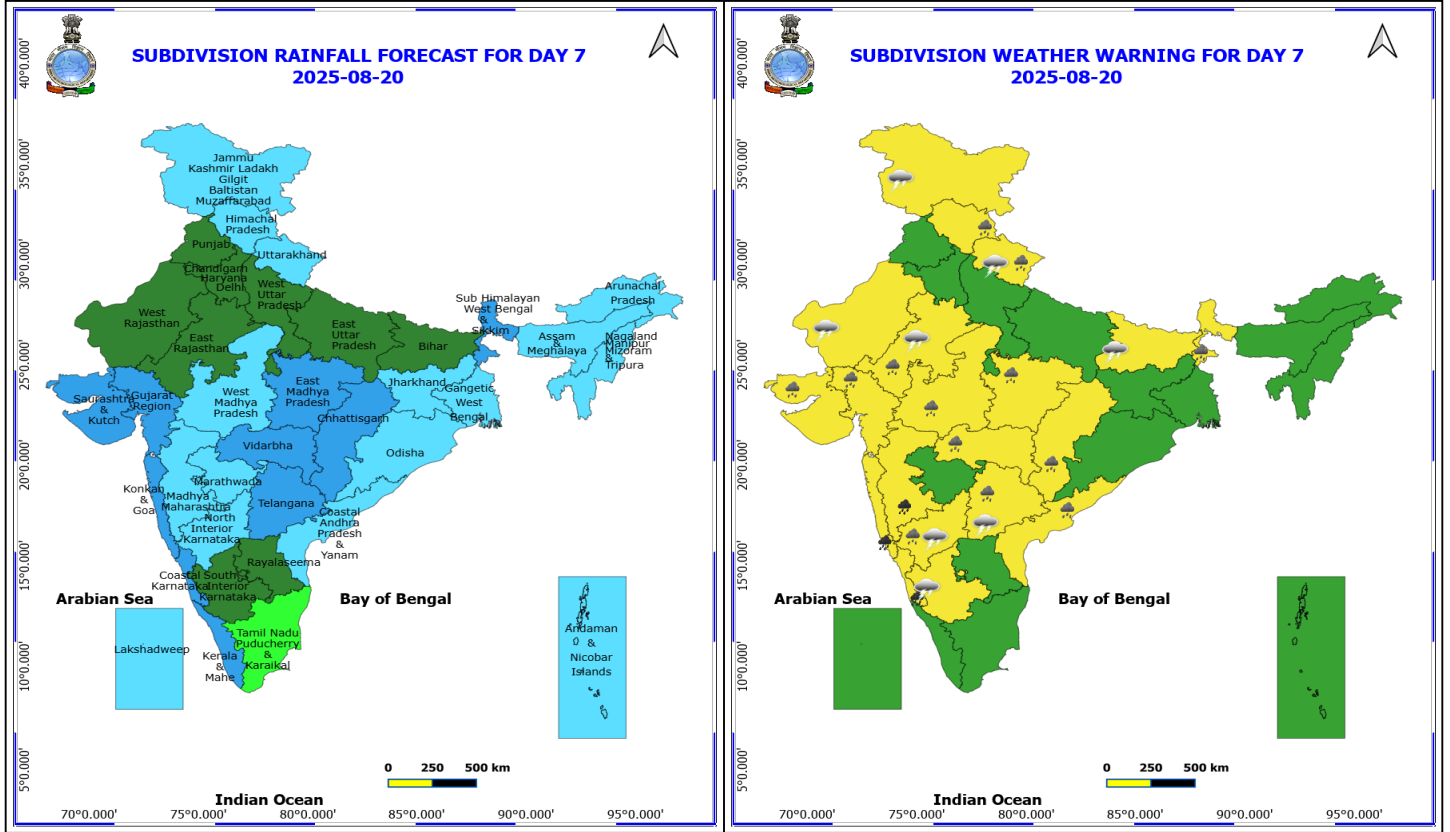 SUBDIVISION RAINFALL FORECAST FOR DAY 7
2025-08-20
40°0.000'
35°0.000'
30°0.000'
25°0.000'
20°0.000'
15°0.000'
10°0.000'
5°0.000'
Jammu
Kashmir Ladakh
Gilgit
Baltistan
Muzaffarabad
Himachal
Pradesh
Punjab
Uttarakhand
Chandigarh
Haryana
Delhi
West
Uttar
Pradesh
West
Rajasthan
East
Rajasthan
East
Uttar
Pradesh
Bihar
Sub Himalayan
West Bengal
&
Sikkim
Arunachal
Pradesh
Assam
&
Meghalaya
Nagaland
Manipur
Mizoram
&
Tripura
Saurashtra
&
Kutch
Gujarat
Region
West
Madhya
Pradesh
East
Madhya
Pradesh
Jharkhand
Gangetic
West
Bengal
Chhattisgarh
Odisha
Vidarbha
Konkan
&
Goa
Madhya
Maharashtra
Marathwada
Telangana
North
Interior
Karnataka
Coastal
Andhra
Pradesh
&
Yanam
Rayalaseema
Coastal
Karnataka
South
Interior
Karnataka
Tamil Nadu
Puducherry
&
Karaikal
Kerala
&
Mahe
Lakshadweep
Andaman
&
Nicobar
Islands
Arabian Sea
Bay of Bengal
Indian Ocean
0 250 500 km
70°0.000' 75°0.000' 80°0.000' 85°0.000' 90°0.000' 95°0.000'
SUBDIVISION WEATHER WARNING FOR DAY 7
2025-08-20
40°0.000'
35°0.000'
30°0.000'
25°0.000'
20°0.000'
15°0.000'
10°0.000'
5°0.000'
Arabian Sea
Bay of Bengal
Indian Ocean
0 250 500 km
70°0.000' 75°0.000' 80°0.000' 85°0.000' 90°0.000' 95°0.000'